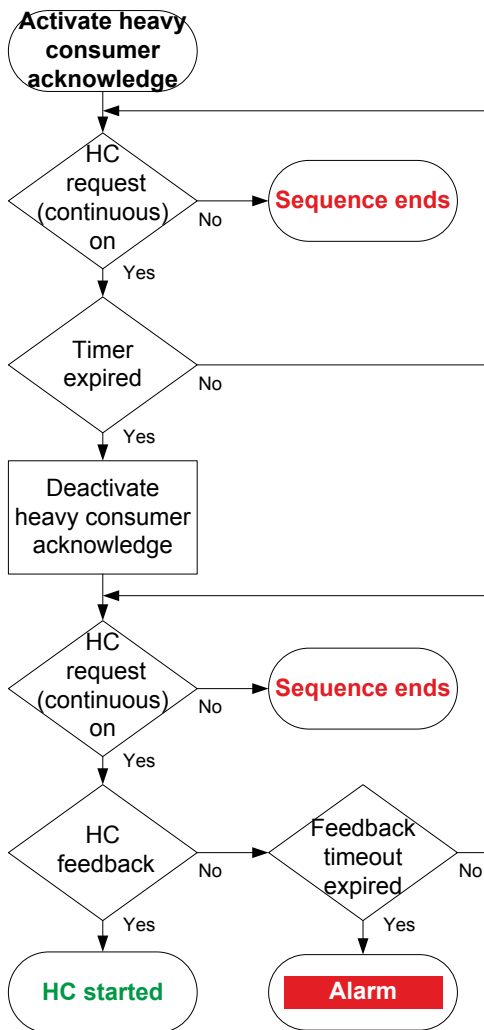 Activate heavy
consumer
acknowledge
HC
request
(continuous)
on
No
Sequence ends
Yes
Timer
expired
No
Yes
Deactivate
heavy consumer
acknowledge
HC
request
(continuous)
on
No
Sequence ends
Yes
HC
feedback
No
Feedback
timeout
expired
No
Yes
Yes
HC started
Alarm